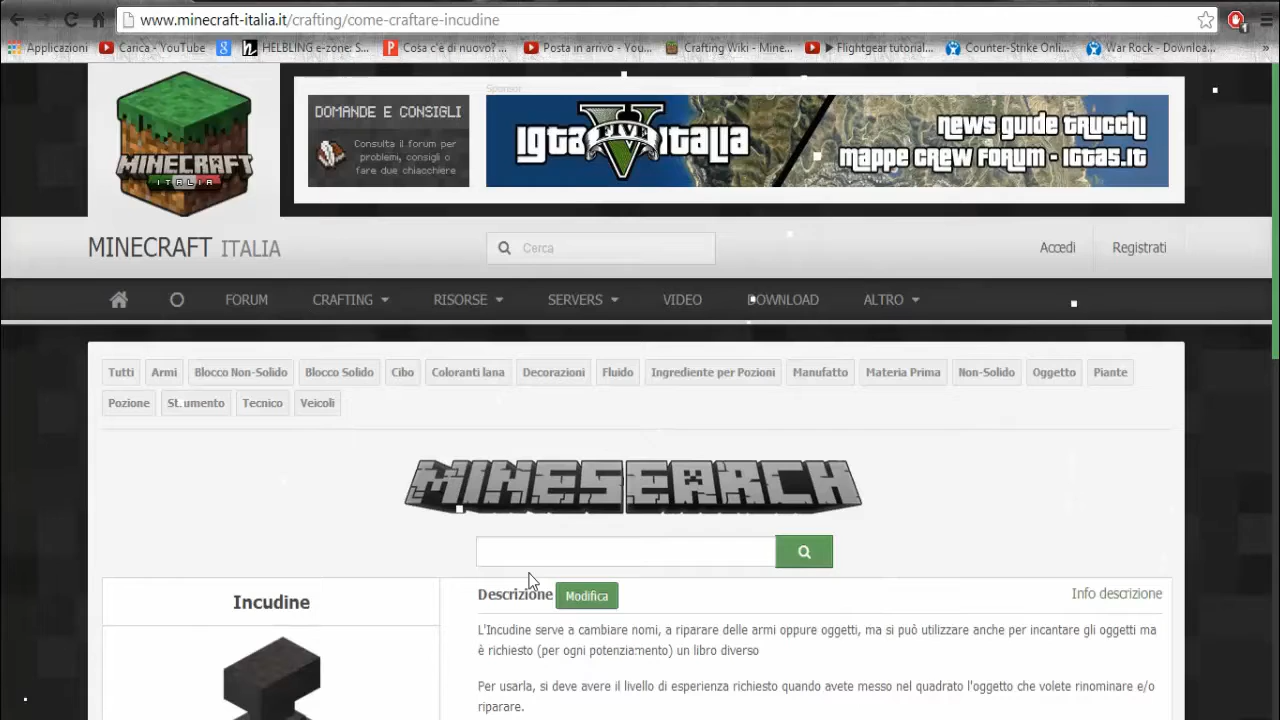 www.minecraft-italia.it/crafting/come-craftare-incudine
Applicazioni Carica - YouTube HELBLING e-zone: S... Cosa c'è di nuovo? ... Posta in arrivo - You... Crafting Wiki - Mine... ► Flightgear tutorial... Counter-Strike Onli... War Rock - Downloa... »
Sponsor
MINECRAFT
ITALIA
DOMANDE E CONSIGLI
Consulta il forum per
problemi, consigli o
fare due chiacchiere
IGTA V ITALIA
FIVE
NEWS GUIDE TRUCCHI
MAPPE CREW FORUM - IGTA5.IT
MINECRAFT ITALIA
Cerca
Accedi Registrati
FORUM CRAFTING RISORSE SERVERS VIDEO DOWNLOAD ALTRO
Tutti Armi Blocco Non-Solido Blocco Solido Cibo Coloranti lana Decorazioni Fluido Ingrediente per Pozioni Manufatto Materia Prima Non-Solido Oggetto Piante
Pozione Strumento Tecnico Veicoli
MINESEARCH
Incudine
Descrizione Modifica Info descrizione
L'Incudine serve a cambiare nomi, a riparare delle armi oppure oggetti, ma si può utilizzare anche per incantare gli oggetti ma
è richiesto (per ogni potenziamento) un libro diverso
Per usarla, si deve avere il livello di esperienza richiesto quando avete messo nel quadrato l'oggetto che volete rinominare e/o
riparare.